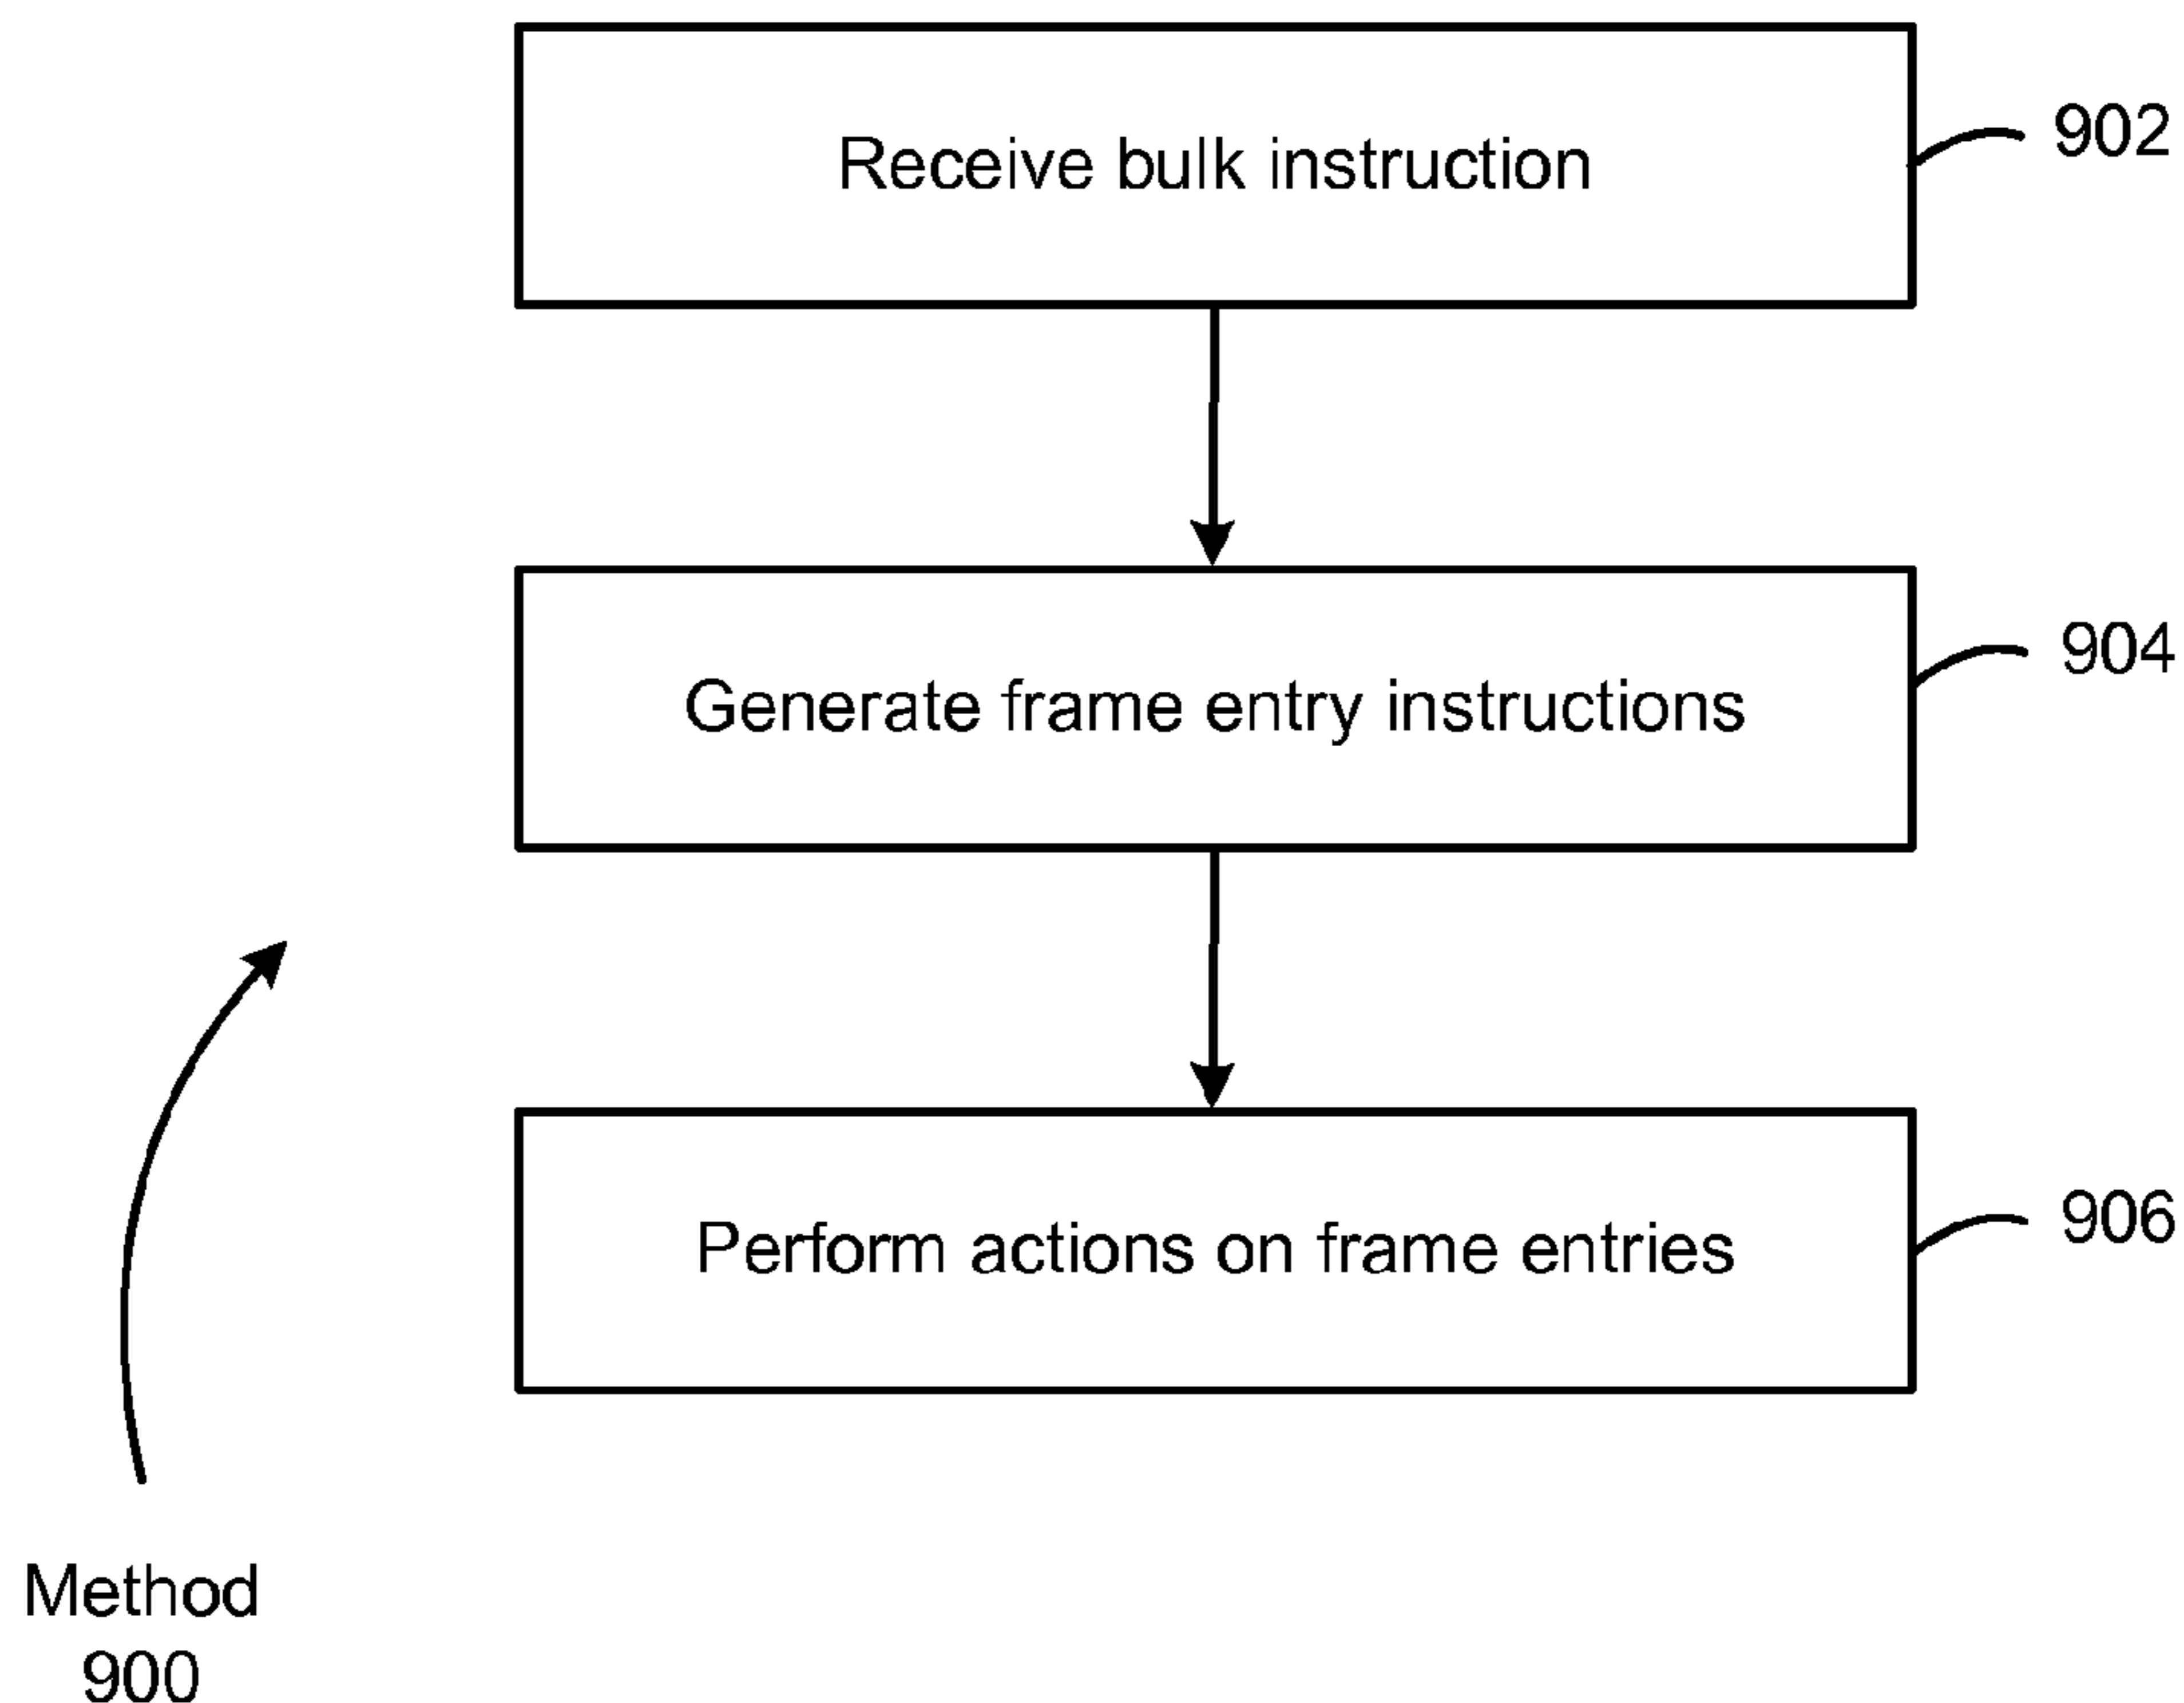 Receive bulk instruction
902
Generate frame entry instructions
904
Perform actions on frame entries
906
Method
900